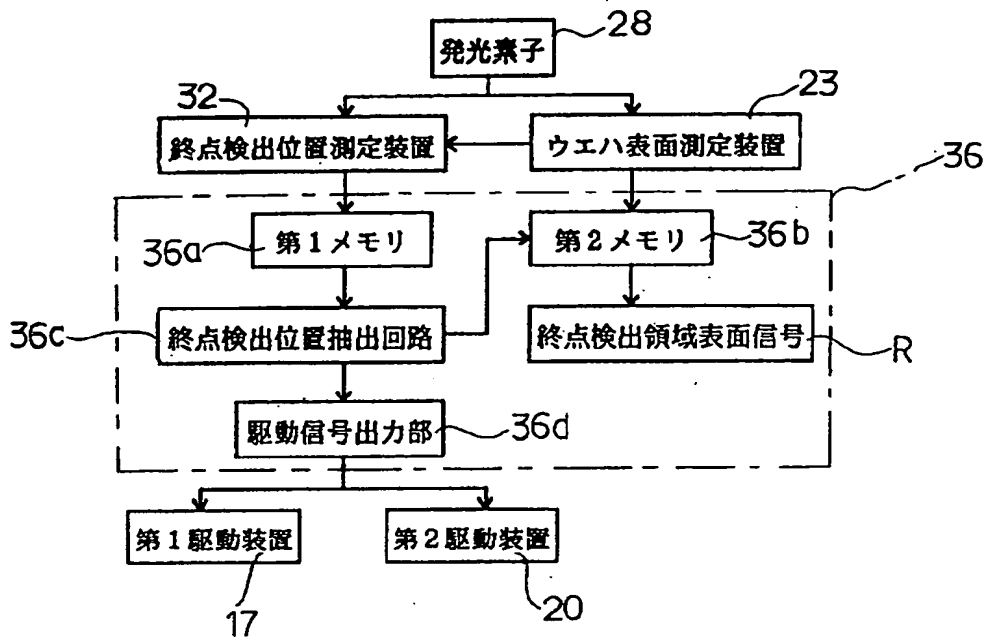 発光素子
28
32
終点検出位置測定装置
23
ウエハ表面測定装置
36
36a
第1メモリ
第2メモリ
36b
36c
終点検出位置抽出回路
終点検出領域表面信号
R
駆動信号出力部
36d
第1駆動装置
17
第2駆動装置
20